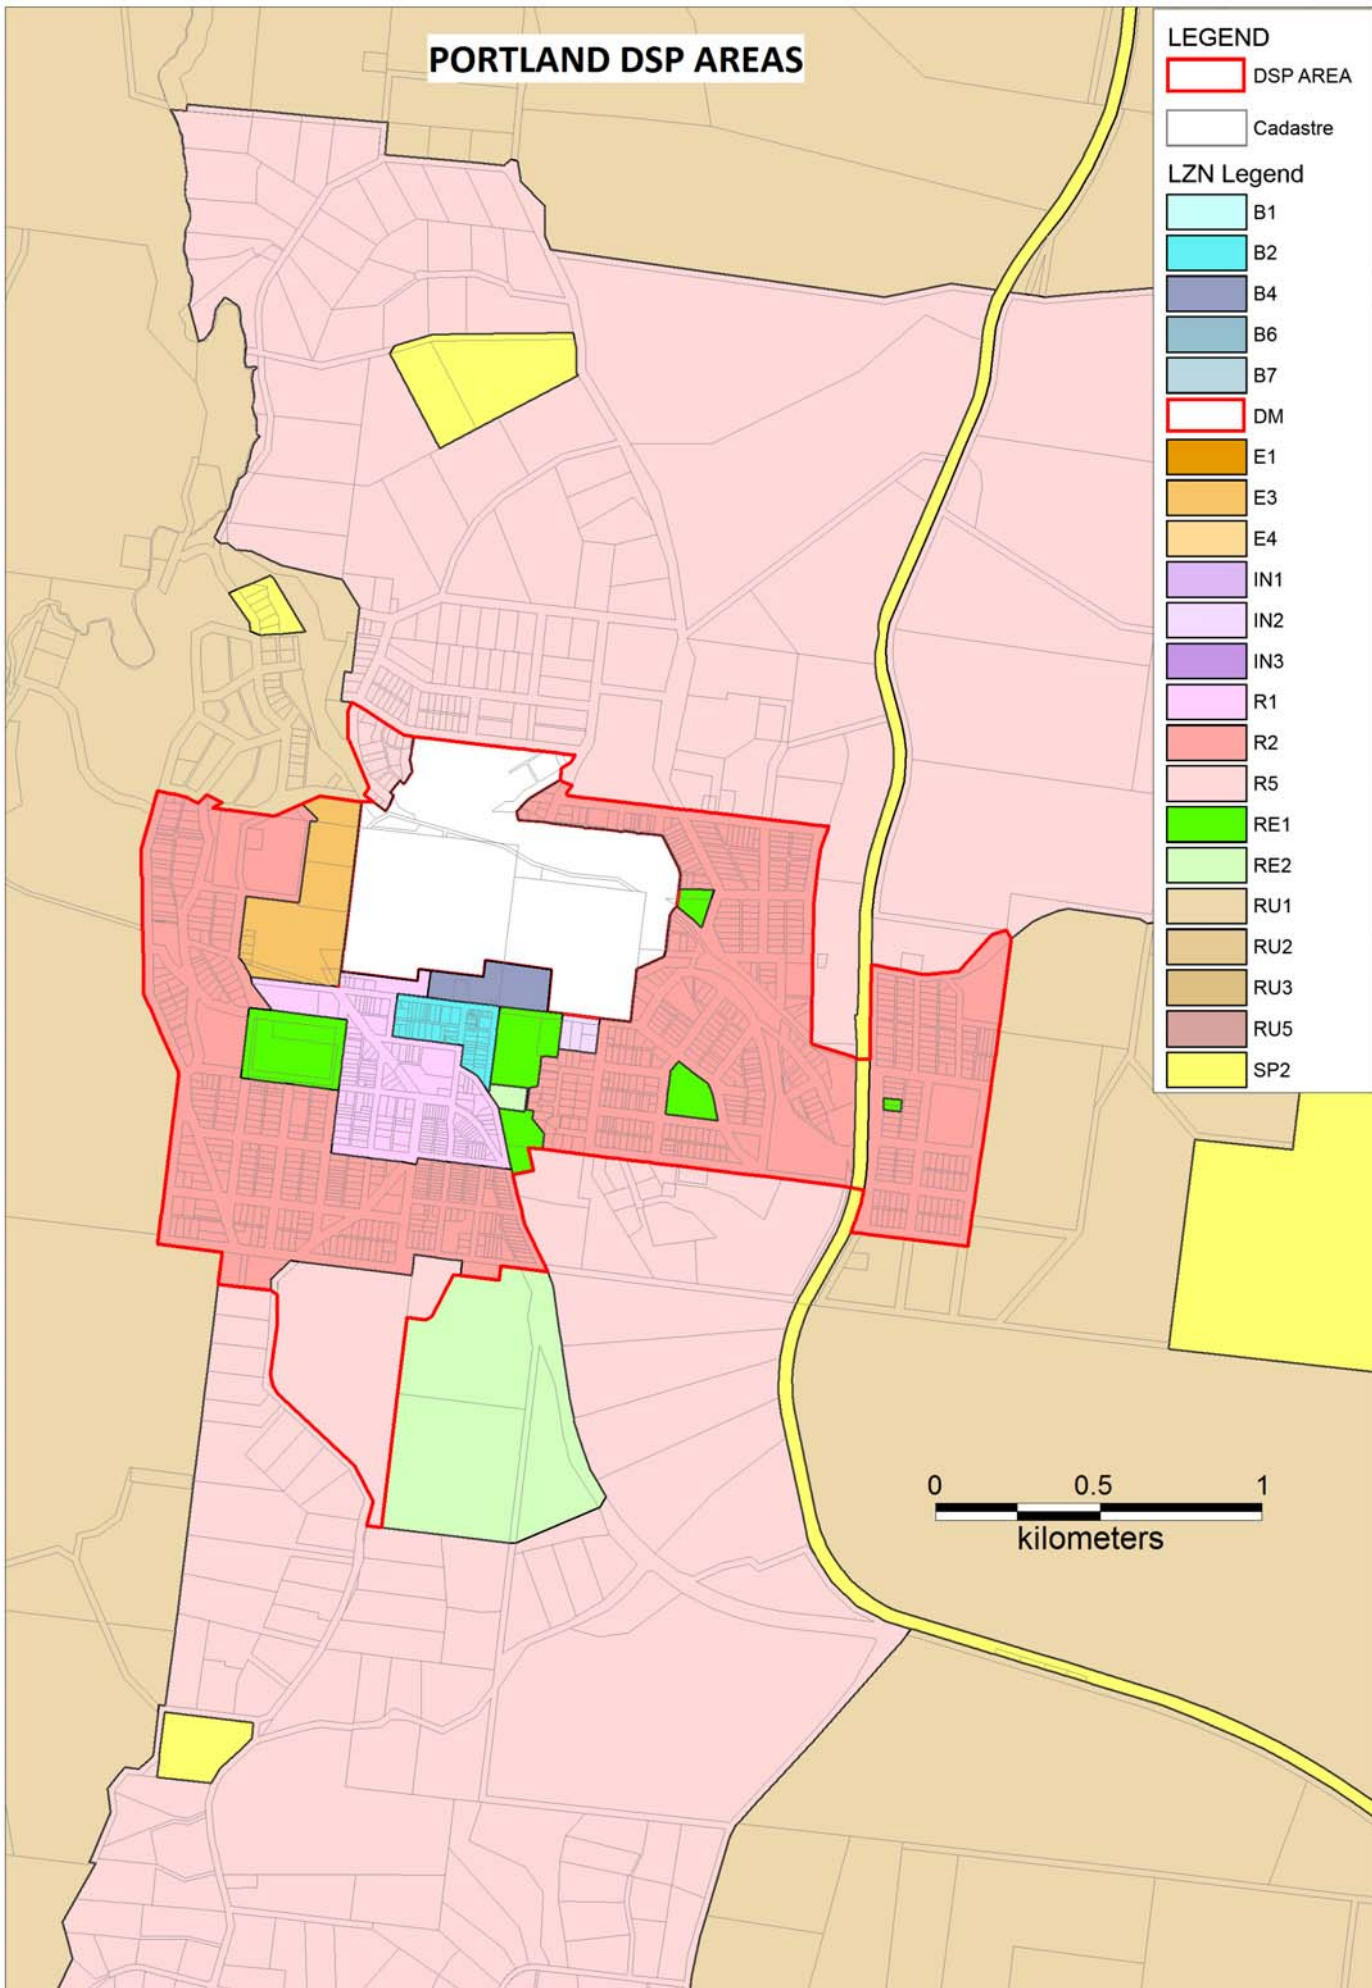 PORTLAND DSP AREAS
LEGEND
DSP AREA
Cadastre
LZN Legend
B1
B2
B4
B6
B7
DM
E1
E3
E4
IN1
IN2
IN3
R1
R2
R5
RE1
RE2
RU1
RU2
RU3
RU5
SP2
0 0.5 1
kilometers